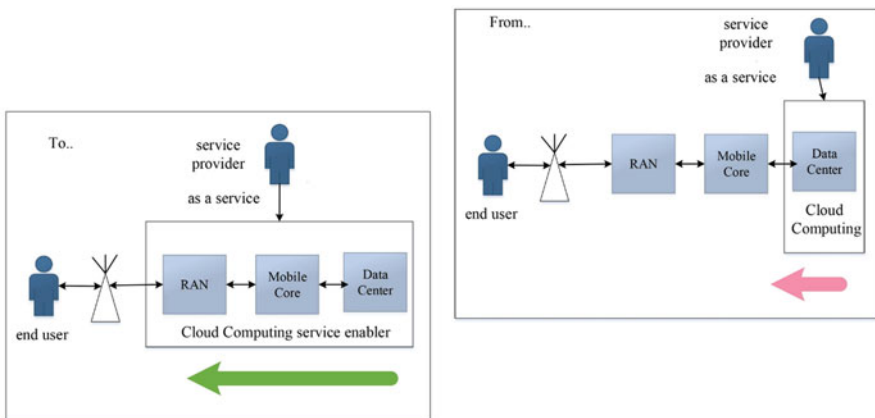 To..
service
provider
as a service
end user
RAN
Mobile
Core
Data
Center
Cloud Computing service enabler
From..
service
provider
as a service
end user
RAN
Mobile
Core
Data
Center
Cloud
Computing